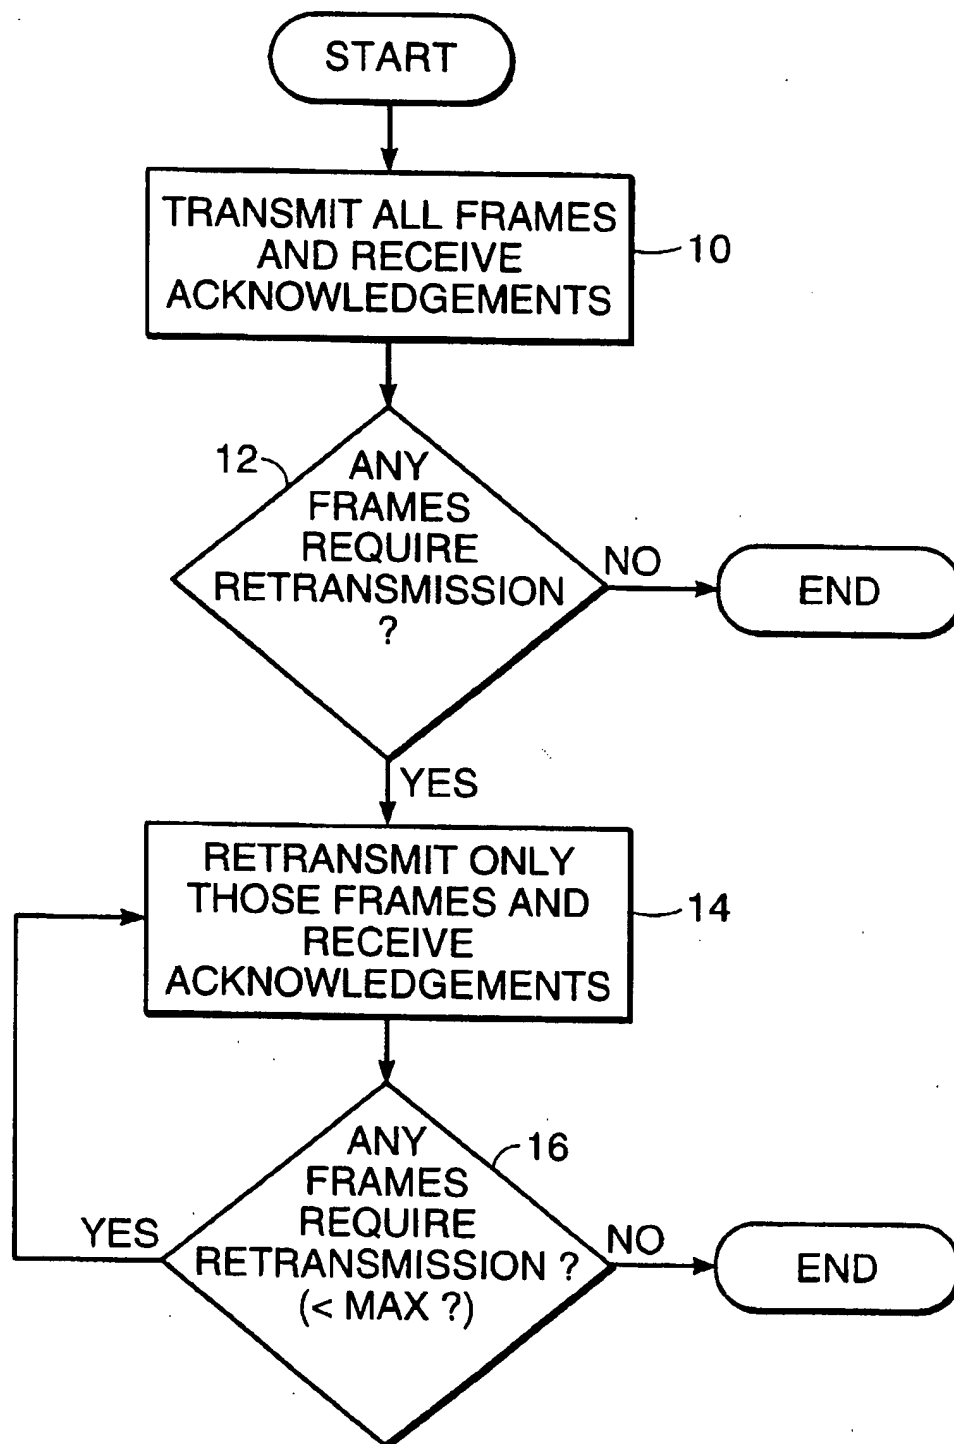 START
TRANSMIT ALL FRAMES
AND RECEIVE
ACKNOWLEDGEMENTS
10
12
ANY
FRAMES
REQUIRE
RETRANSMISSION
?
NO
END
YES
RETRANSMIT ONLY
THOSE FRAMES AND
RECEIVE
ACKNOWLEDGEMENTS
14
ANY
FRAMES
REQUIRE
RETRANSMISSION ?
(< MAX ?)
16
YES
NO
END